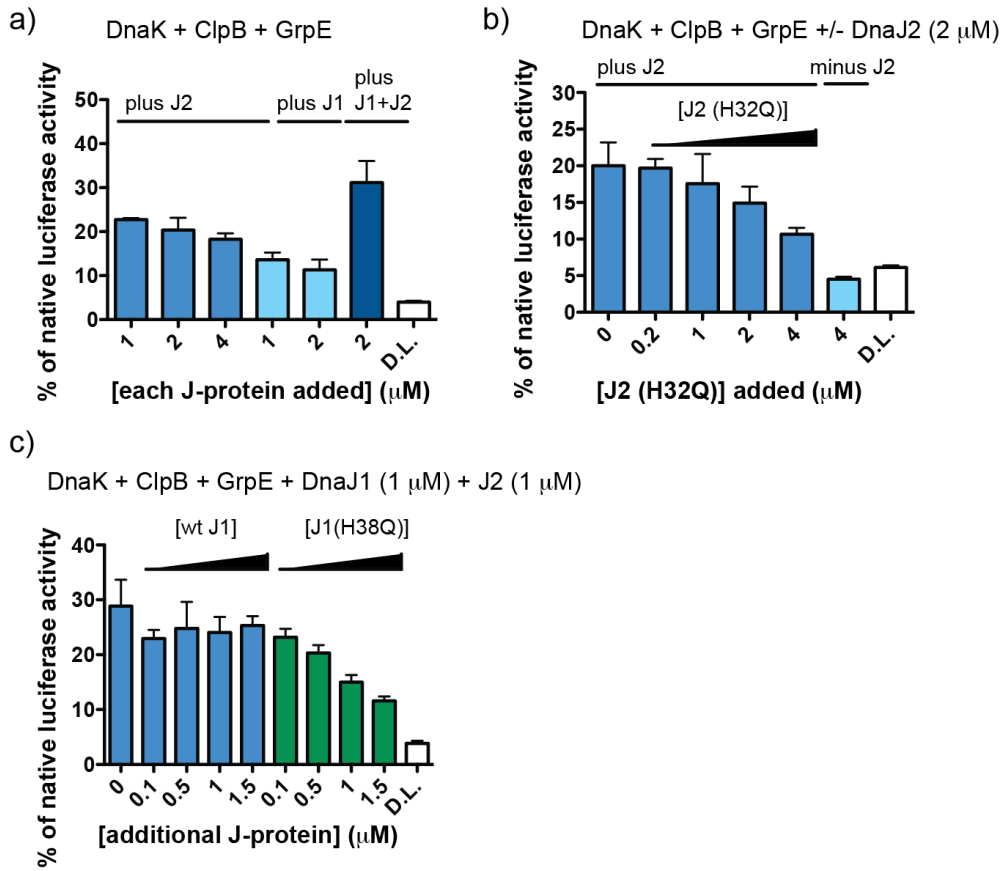 a)
DnaK + ClpB + GrpE
% of native luciferase activity
plus J2
plus J1
plus
J1+J2
50
40
30
20
10
0
1
2
4
1
2
2
D.L.
[each J-protein added] (μM)
b)
DnaK + ClpB + GrpE +/- DnaJ2 (2 μM)
% of native luciferase activity
plus J2
minus J2
[J2 (H32Q)]
30
25
20
15
10
5
0
0
0.2
1
2
4
4
D.L.
[J2 (H32Q)] added (μM)
c)
DnaK + ClpB + GrpE + DnaJ1 (1 μM) + J2 (1 μM)
% of native luciferase activity
[wt J1]
[J1(H38Q)]
40
30
20
10
0
0
0.1
0.5
1
1.5
0.1
0.5
1
1.5
D.L.
[additional J-protein] (μM)